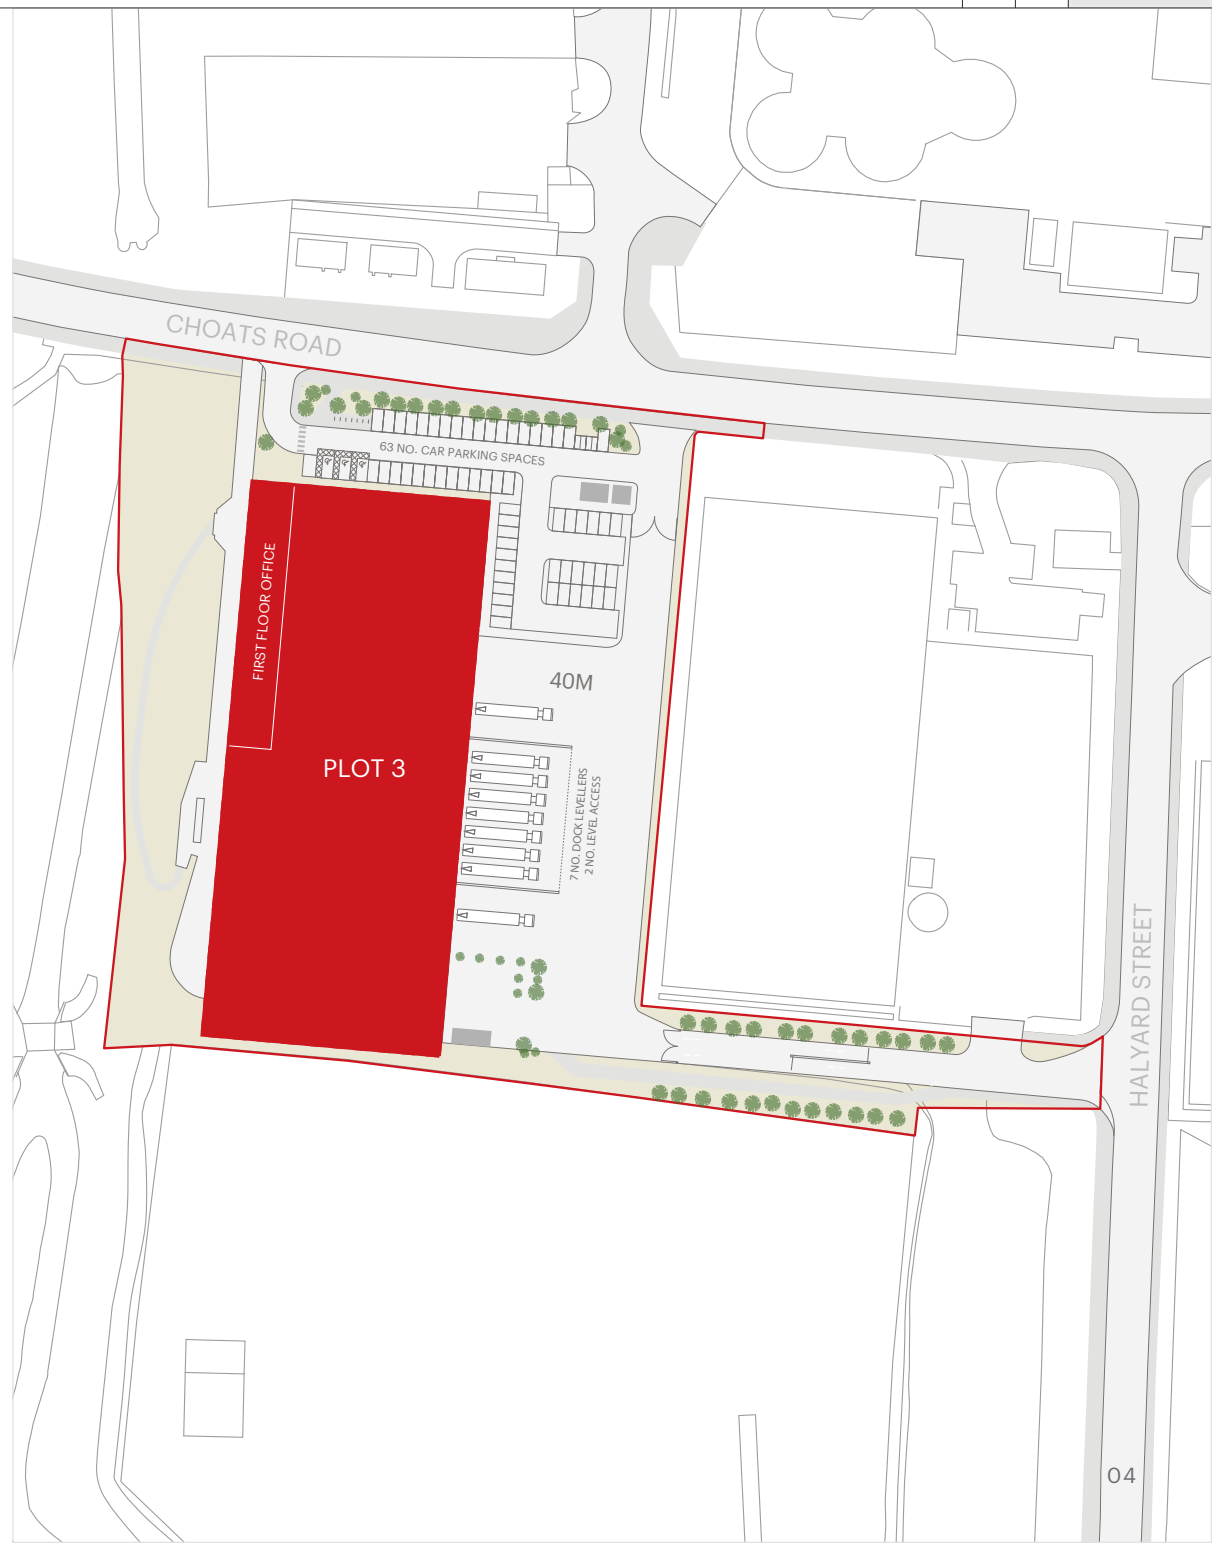 CHOATS ROAD
63 NO. CAR PARKING SPACES
FIRST FLOOR OFFICE
40M
PLOT 3
7 NO. DOCK LEVELLERS
2 NO. LEVEL ACCESS
HALYARD STREET
04